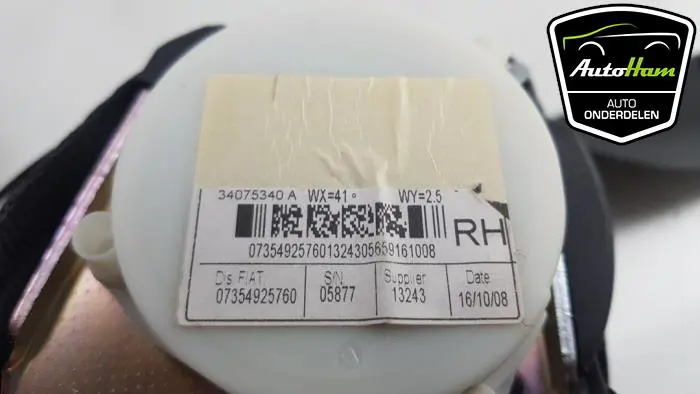 AutoHam
AUTO
ONDERDELEN
34075340 A WX=41° WY=2.5
073549257601324305659161008
RH
Dis FIAT S/N Supplier Date
07354925760 05877 13243 16/10/08